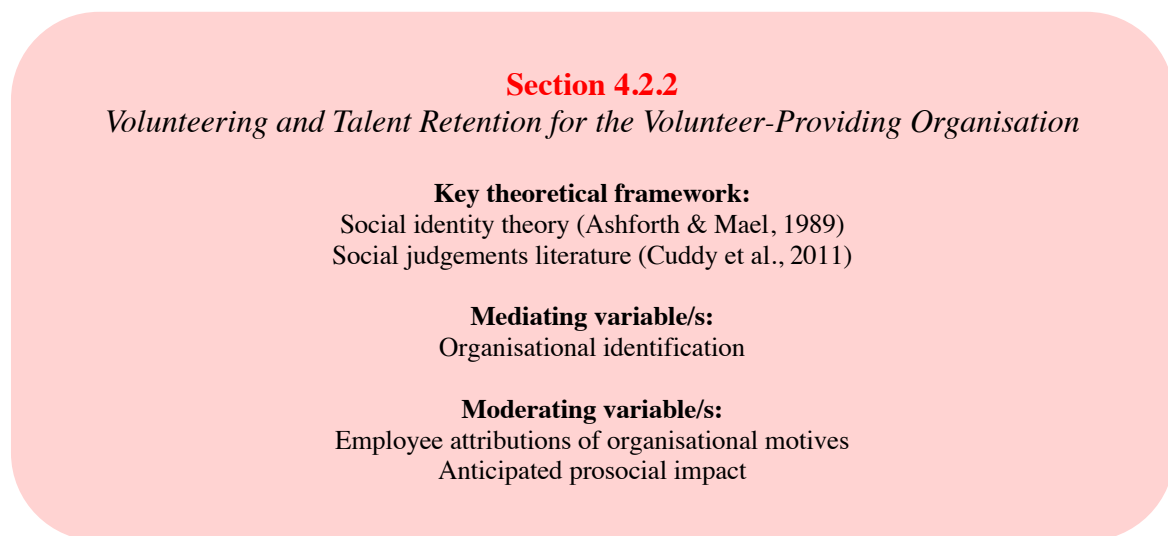 Section 4.2.2
Volunteering and Talent Retention for the Volunteer-Providing Organisation
Key theoretical framework:
Social identity theory (Ashforth & Mael, 1989)
Social judgements literature (Cuddy et al., 2011)
Mediating variable/s:
Organisational identification
Moderating variable/s:
Employee attributions of organisational motives
Anticipated prosocial impact